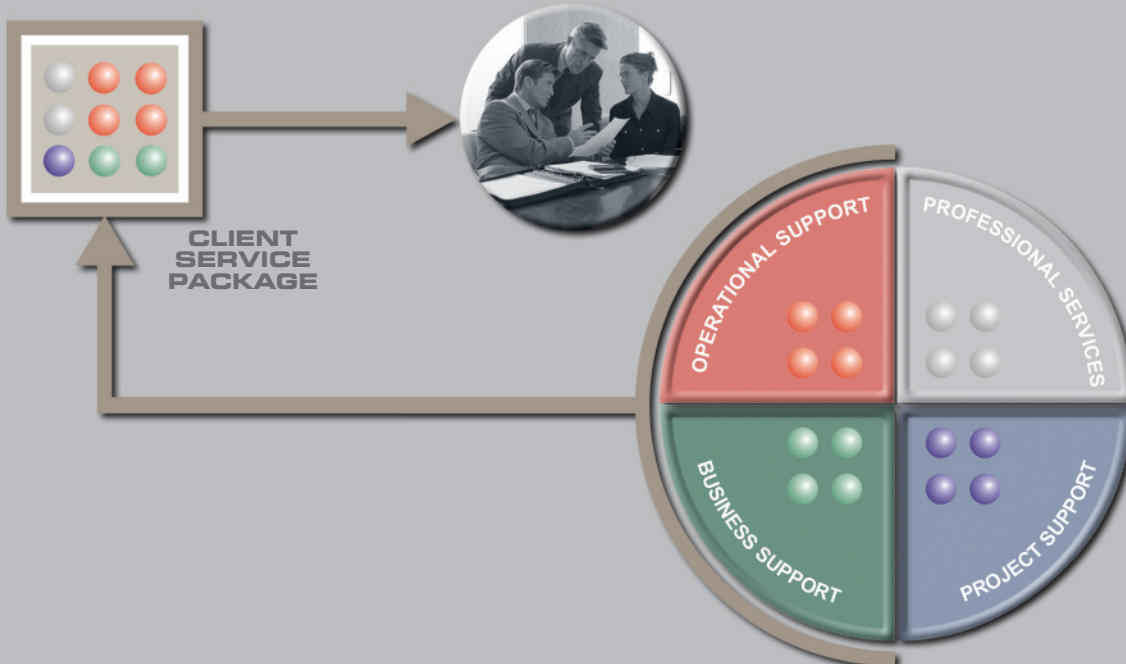 CLIENT
SERVICE
PACKAGE
OPERATIONAL SUPPORT
PROFESSIONAL SERVICES
BUSINESS SUPPORT
PROJECT SUPPORT